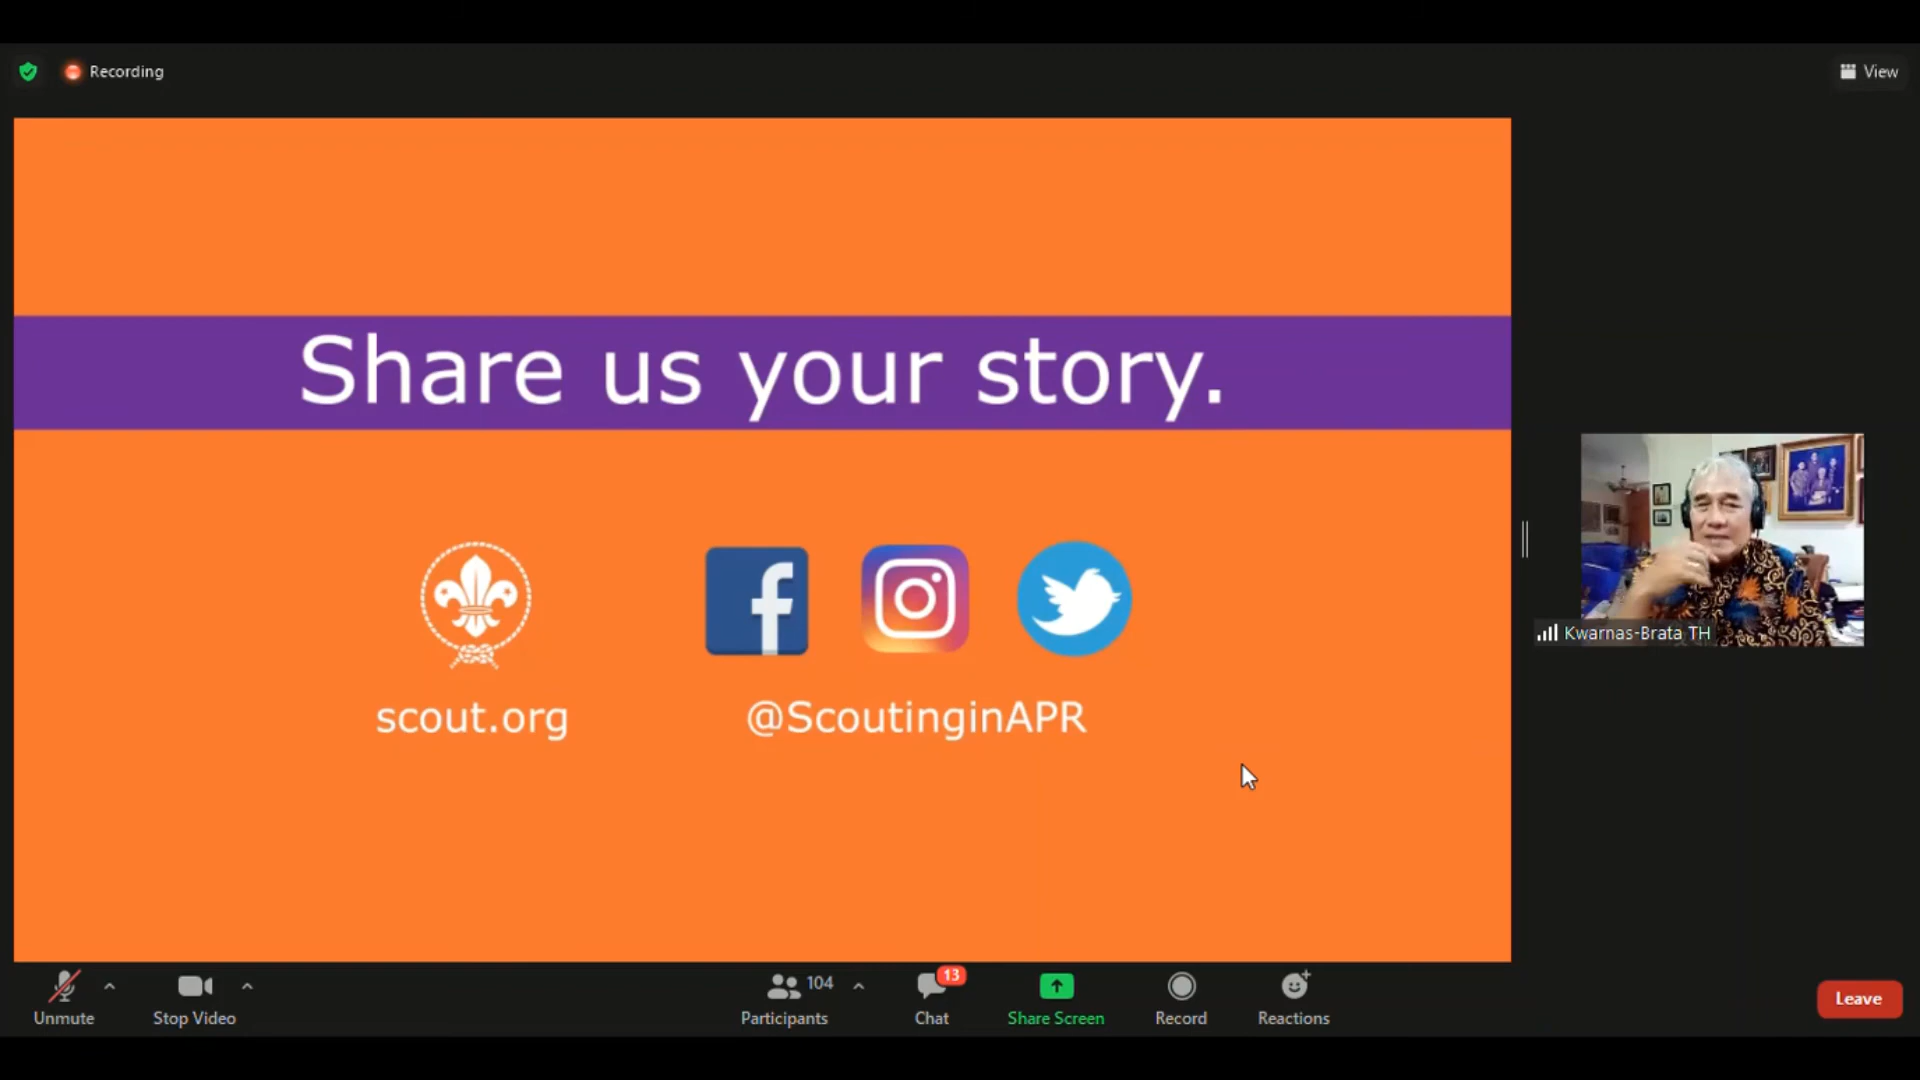 Recording
View
Share us your story.
scout.org
@ScoutinginAPR
Kwarnas-Brata TH
Unmute
Stop Video
104
Participants
13
Chat
Share Screen
Record
Reactions
Leave